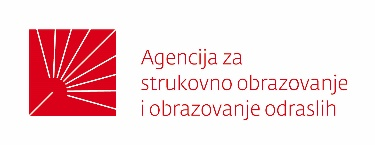 Agencija za
strukovno obrazovanje
i obrazovanje odraslih